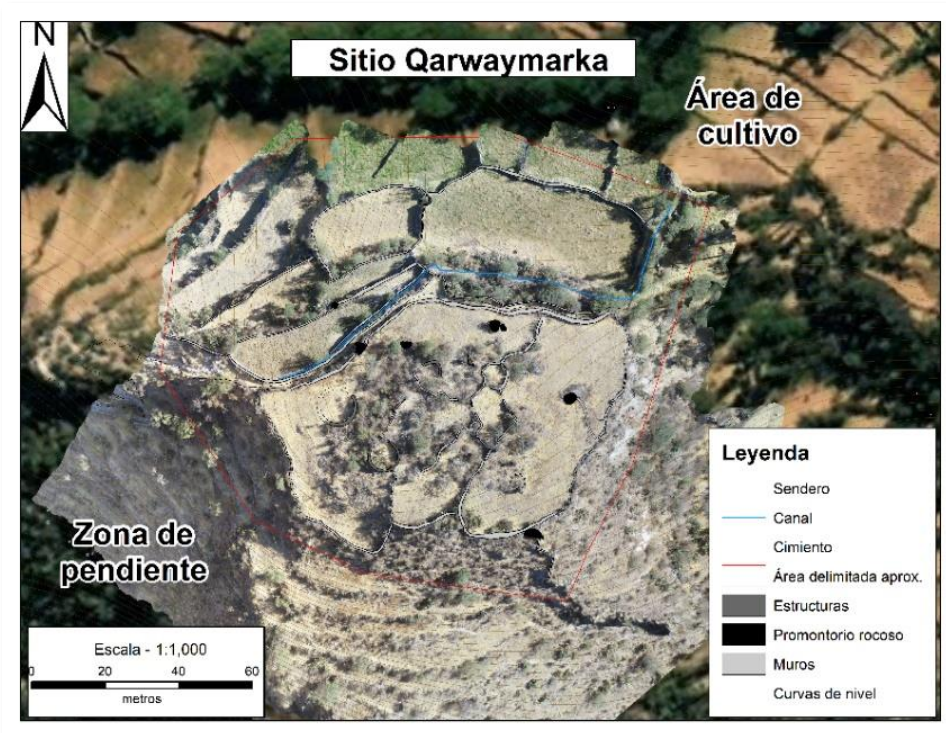 N
Sitio Qarwaymarka
Área de
cultivo
Zona de
pendiente
Leyenda
Sendero
Canal
Cimiento
Área delimitada aprox.
Estructuras
Promontorio rocoso
Muros
Curvas de nivel
Escala - 1:1,000
0 20 40 60
metros